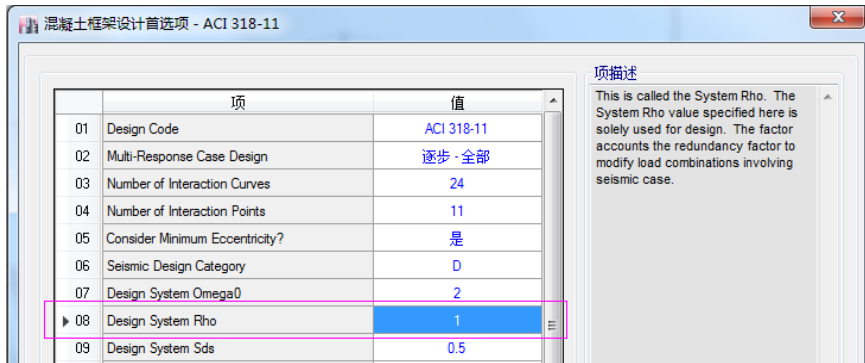 混凝土框架设计首选项 - ACI 318-11
项 值
01 Design Code ACI 318-11
02 Multi-Response Case Design 逐步 - 全部
03 Number of Interaction Curves 24
04 Number of Interaction Points 11
05 Consider Minimum Eccentricity? 是
06 Seismic Design Category D
07 Design System Omega0 2
08 Design System Rho 1
09 Design System Sds 0.5
项描述
This is called the System Rho. The
System Rho value specified here is
solely used for design. The factor
accounts the redundancy factor to
modify load combinations involving
seismic case.